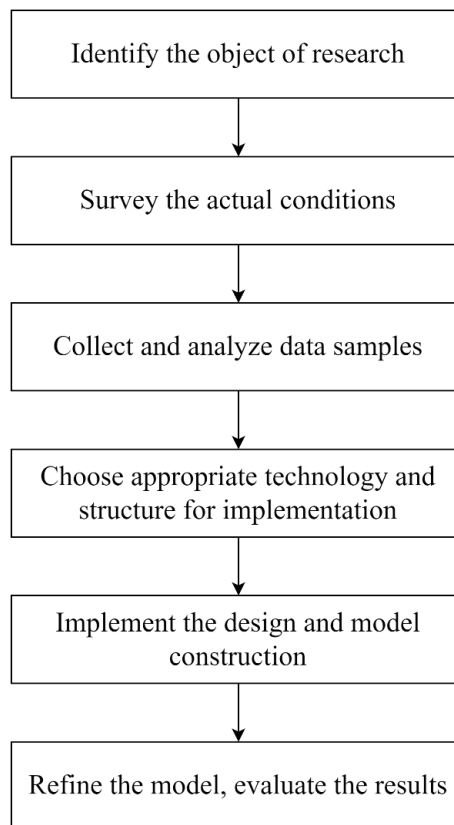 Identify the object of research
Survey the actual conditions
Collect and analyze data samples
Choose appropriate technology and
structure for implementation
Implement the design and model
construction
Refine the model, evaluate the results